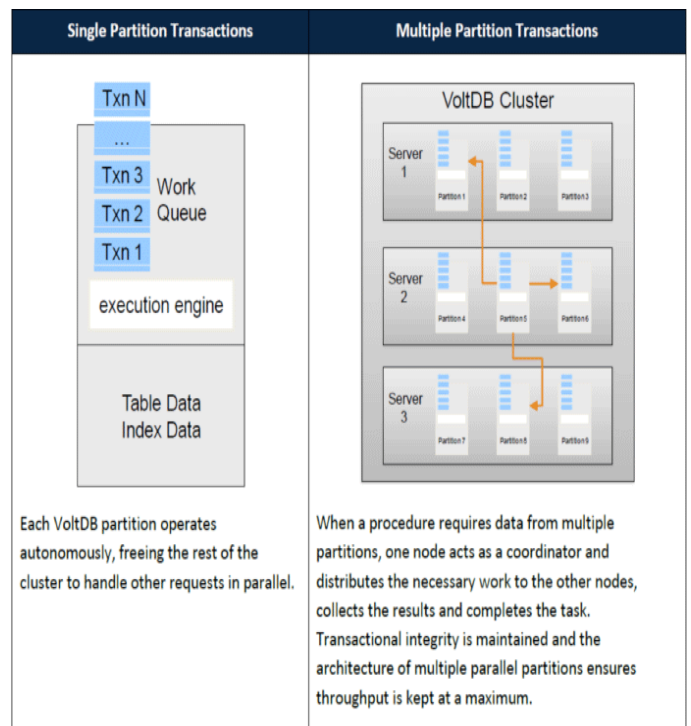 Single Partition Transactions
Multiple Partition Transactions
Txn N
...
Txn 3
Txn 2
Txn 1
Work
Queue
execution engine
Table Data
Index Data
Each VoltDB partition operates
autonomously, freeing the rest of the
cluster to handle other requests in parallel.
VoltDB Cluster
Server
1
Partition 1
Partition 2
Partition 3
Server
2
Partition 4
Partition 5
Partition 6
Server
3
Partition 7
Partition 8
Partition 9
When a procedure requires data from multiple
partitions, one node acts as a coordinator and
distributes the necessary work to the other nodes,
collects the results and completes the task.
Transactional integrity is maintained and the
architecture of multiple parallel partitions ensures
throughput is kept at a maximum.